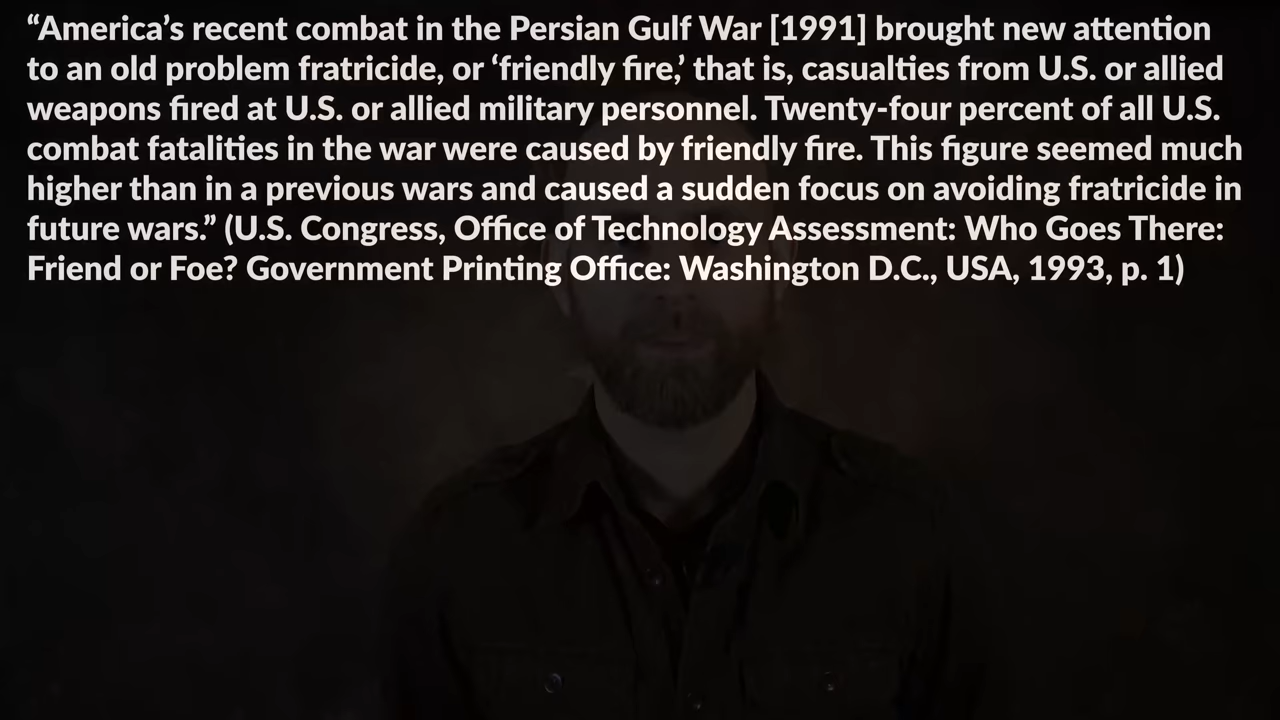 “America’s recent combat in the Persian Gulf War [1991] brought new attention
to an old problem fratricide, or ‘friendly fire,’ that is, casualties from U.S. or allied
weapons fired at U.S. or allied military personnel. Twenty-four percent of all U.S.
combat fatalities in the war were caused by friendly fire. This figure seemed much
higher than in a previous wars and caused a sudden focus on avoiding fratricide in
future wars.” (U.S. Congress, Office of Technology Assessment: Who Goes There:
Friend or Foe? Government Printing Office: Washington D.C., USA, 1993, p. 1)